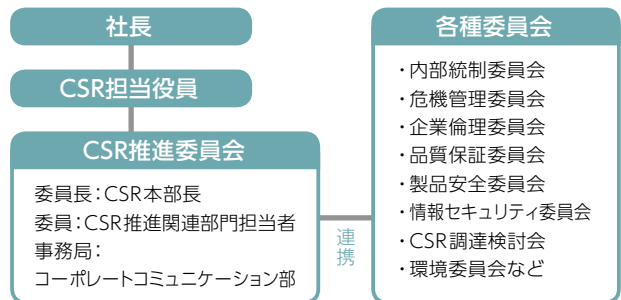 社長
CSR担当役員
CSR推進委員会
委員長：CSR本部長
委員：CSR推進関連部門担当者
事務局：
コーポレートコミュニケーション部
連携
各種委員会
・内部統制委員会
・危機管理委員会
・企業倫理委員会
・品質保証委員会
・製品安全委員会
・情報セキュリティ委員会
・CSR調達検討会
・環境委員会など